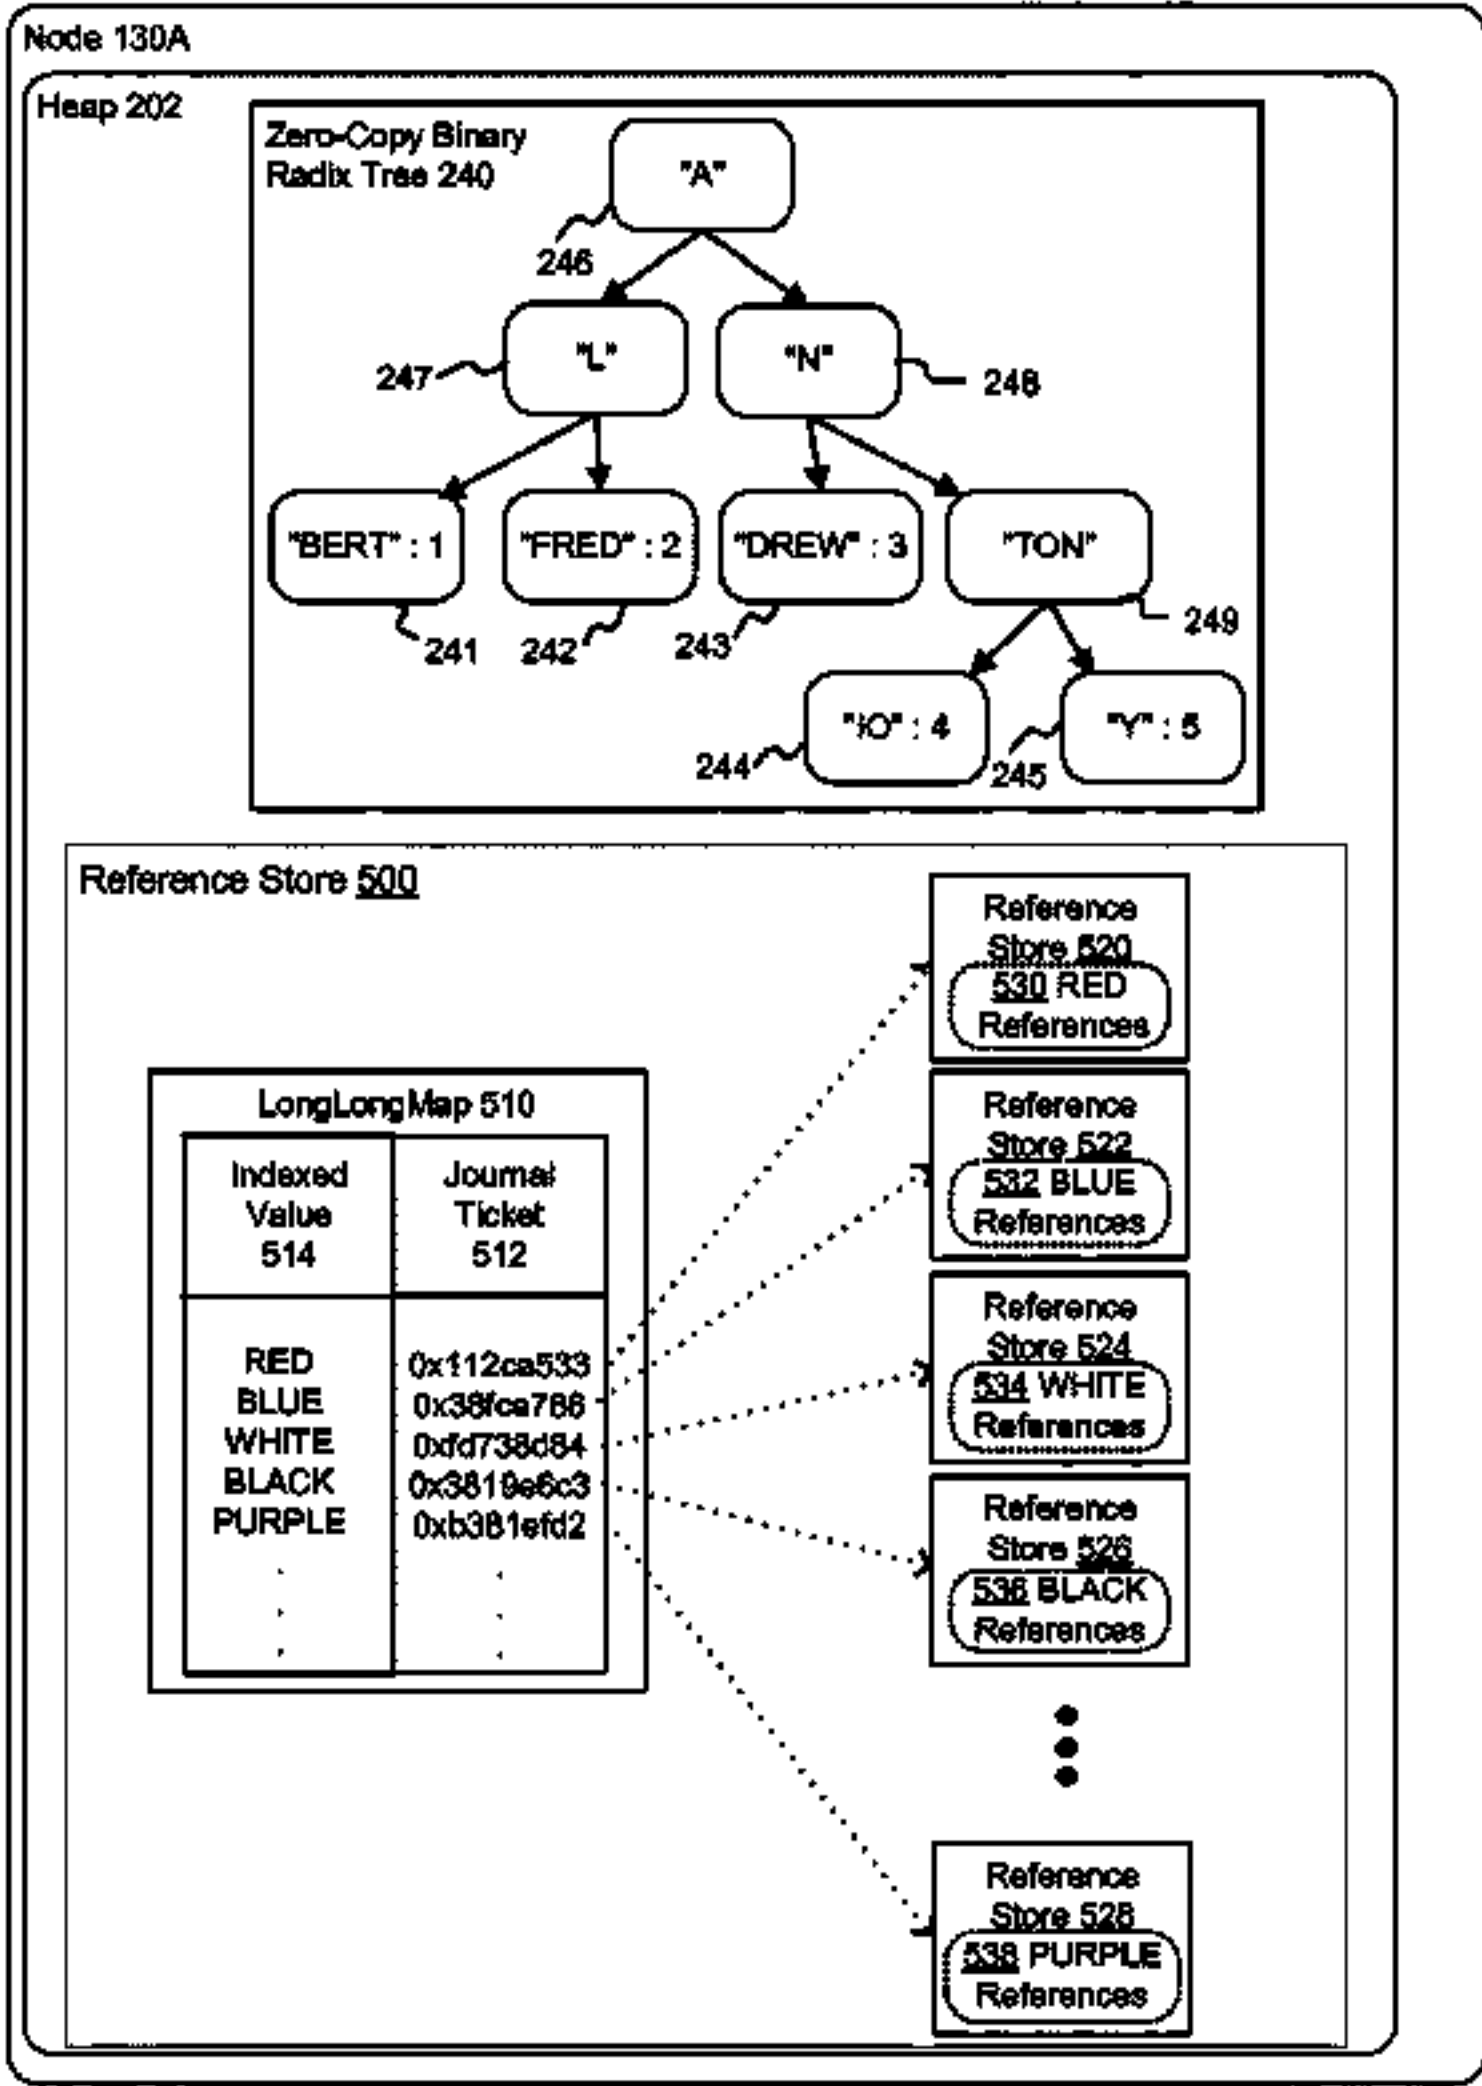 Node 130A
Heap 202
Zero-Copy Binary
Radix Tree 240
"A"
246
"L"
"N"
247
248
"BERT" : 1
"FRED" : 2
"DREW" : 3
"TON"
241
242
243
249
"IO" : 4
"Y" : 5
244
245
Reference Store 500
Reference
Store 520
530 RED
References
LongLongMap 510
Indexed
Value
514
Journal
Ticket
512
RED 0x112ca533
BLUE 0x38fca786
WHITE 0xfd738d84
BLACK 0x3819e6c3
PURPLE 0xb381efd2
Reference
Store 522
532 BLUE
References
Reference
Store 524
534 WHITE
References
Reference
Store 526
536 BLACK
References
Reference
Store 528
538 PURPLE
References